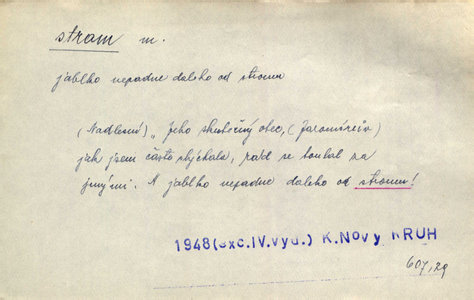 stram m.
jablko nepadne daleko od stromu
(Nadlesní) „Jeho skutečný otec, (Jaromírův)
jak jsem často slýchala, rád se toulal za
jinými. A jablko nepadne daleko od stromu!
1948(exc.IV.vyd.) K.Nový KRUH
607,29